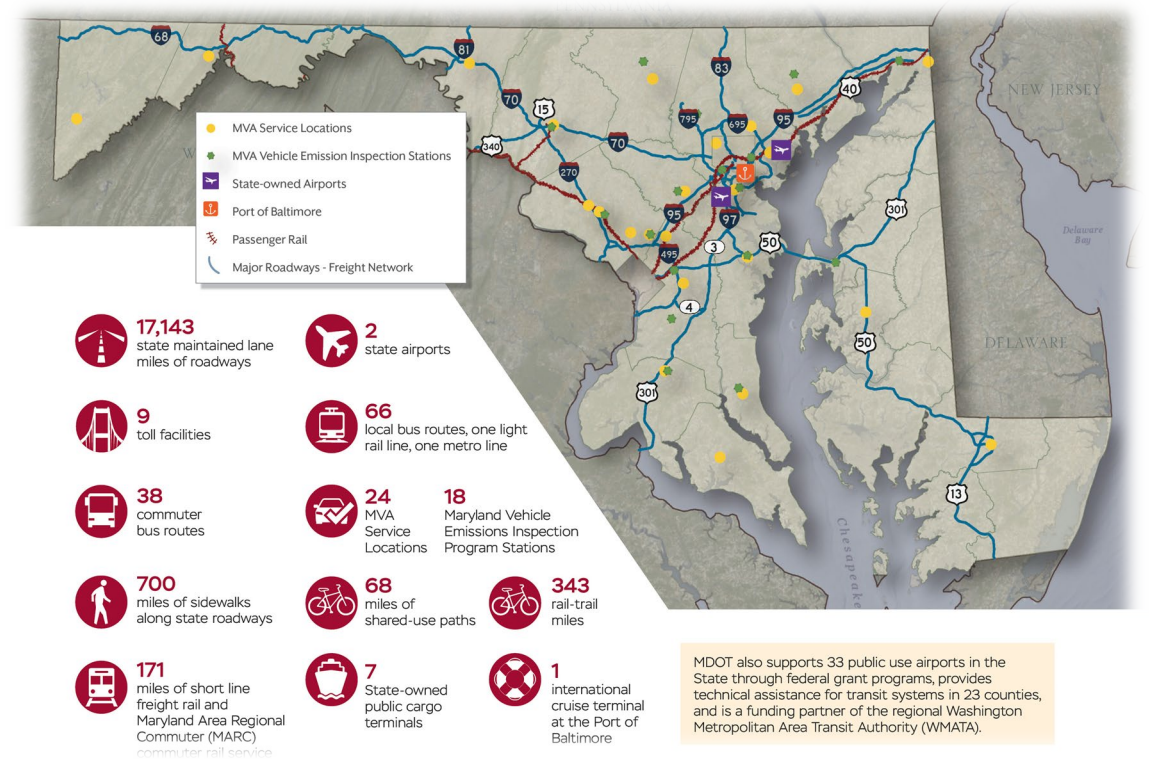 68
81
83
70
15
795
695
95
40
NEW JERSEY
340
70
270
MVA Service Locations
MVA Vehicle Emission Inspection Stations
State-owned Airports
Port of Baltimore
Passenger Rail
Major Roadways - Freight Network
95
97
301
495
3
50
Delaware
Bay
4
50
DELAWARE
301
13
Chesapeake
17,143
state maintained lane
miles of roadways
2
state airports
9
toll facilities
66
local bus routes, one light
rail line, one metro line
38
commuter
bus routes
24
MVA
Service
Locations
18
Maryland Vehicle
Emissions Inspection
Program Stations
700
miles of sidewalks
along state roadways
68
miles of
shared-use paths
343
rail-trail
miles
171
miles of short line
freight rail and
Maryland Area Regional
Commuter (MARC)
commuter rail service
7
State-owned
public cargo
terminals
1
international
cruise terminal
at the Port of
Baltimore
MDOT also supports 33 public use airports in the
State through federal grant programs, provides
technical assistance for transit systems in 23 counties,
and is a funding partner of the regional Washington
Metropolitan Area Transit Authority (WMATA).